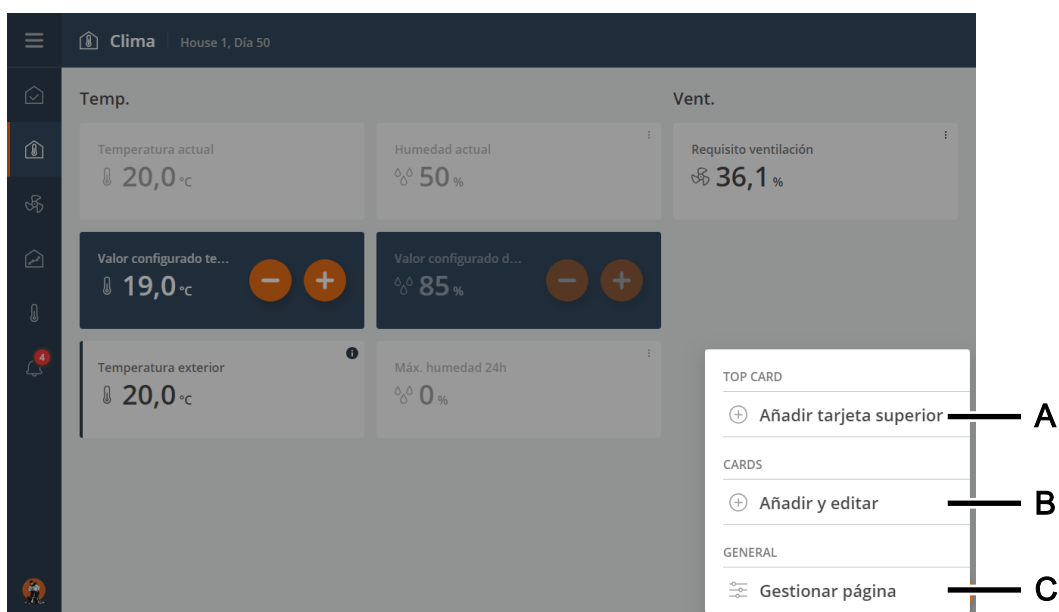 Clima House 1, Día 50
Temp.
Vent.
Temperatura actual
20,0 °C
Humedad actual
50 %
Requisito ventilación
36,1 %
Valor configurado te...
19,0 °C
Valor configurado d...
85 %
Temperatura exterior
20,0 °C
Máx. humedad 24h
0 %
4
TOP CARD
Añadir tarjeta superior
A
CARDS
Añadir y editar
B
GENERAL
Gestionar página
C